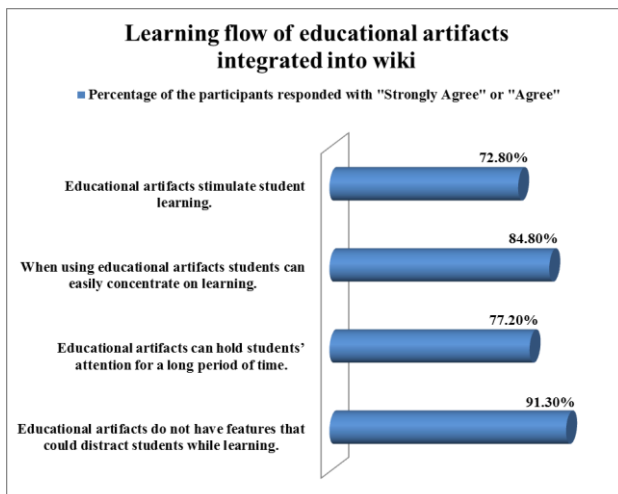 Learning flow of educational artifacts
integrated into wiki
Percentage of the participants responded with "Strongly Agree" or "Agree"
72.80%
Educational artifacts stimulate student
learning.
84.80%
When using educational artifacts students can
easily concentrate on learning.
77.20%
Educational artifacts can hold students’
attention for a long period of time.
91.30%
Educational artifacts do not have features that
could distract students while learning.